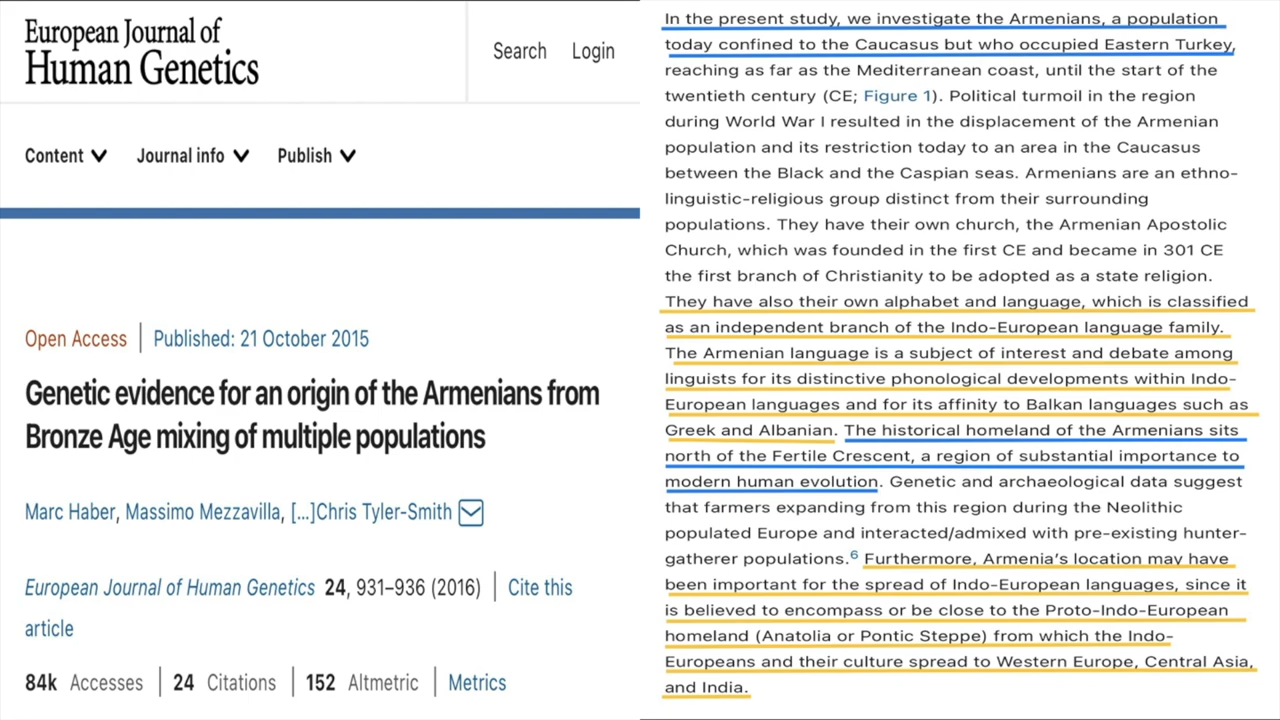 European Journal of
Human Genetics
Search Login
Content Journal info Publish
Open Access | Published: 21 October 2015
Genetic evidence for an origin of the Armenians from
Bronze Age mixing of multiple populations
Marc Haber, Massimo Mezzavilla, [...]Chris Tyler-Smith
European Journal of Human Genetics 24, 931–936 (2016) | Cite this
article
84k Accesses | 24 Citations | 152 Altmetric | Metrics
In the present study, we investigate the Armenians, a population
today confined to the Caucasus but who occupied Eastern Turkey,
reaching as far as the Mediterranean coast, until the start of the
twentieth century (CE; Figure 1). Political turmoil in the region
during World War I resulted in the displacement of the Armenian
population and its restriction today to an area in the Caucasus
between the Black and the Caspian seas. Armenians are an ethno-
linguistic-religious group distinct from their surrounding
populations. They have their own church, the Armenian Apostolic
Church, which was founded in the first CE and became in 301 CE
the first branch of Christianity to be adopted as a state religion.
They have also their own alphabet and language, which is classified
as an independent branch of the Indo-European language family.
The Armenian language is a subject of interest and debate among
linguists for its distinctive phonological developments within Indo-
European languages and for its affinity to Balkan languages such as
Greek and Albanian. The historical homeland of the Armenians sits
north of the Fertile Crescent, a region of substantial importance to
modern human evolution. Genetic and archaeological data suggest
that farmers expanding from this region during the Neolithic
populated Europe and interacted/admixed with pre-existing hunter-
gatherer populations.6 Furthermore, Armenia's location may have
been important for the spread of Indo-European languages, since it
is believed to encompass or be close to the Proto-Indo-European
homeland (Anatolia or Pontic Steppe) from which the Indo-
Europeans and their culture spread to Western Europe, Central Asia,
and India.